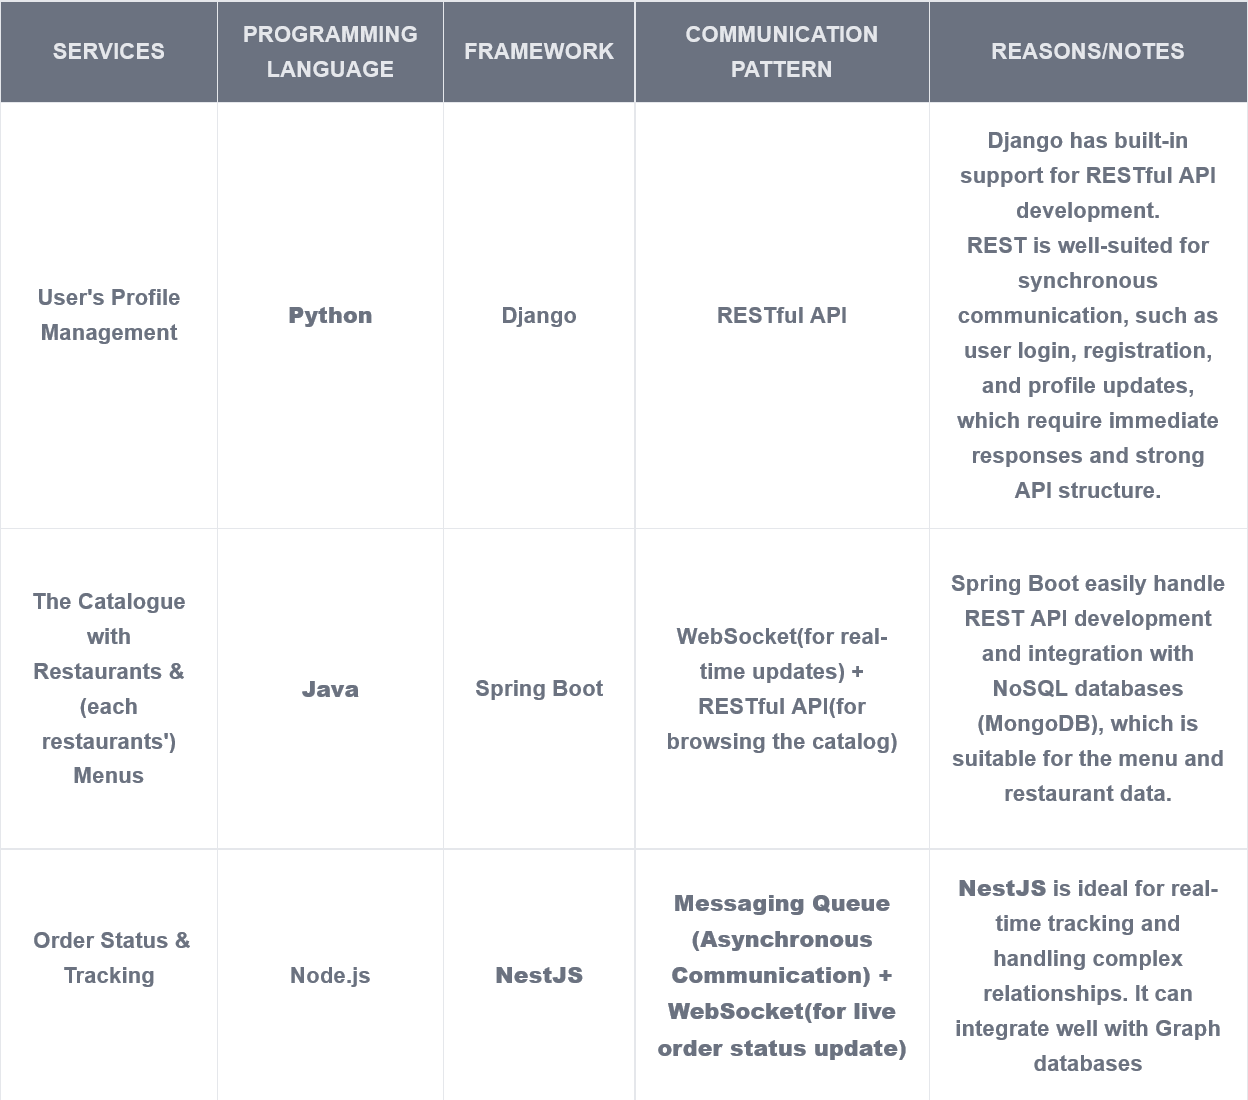 SERVICES
PROGRAMMING
LANGUAGE
FRAMEWORK
COMMUNICATION
PATTERN
REASONS/NOTES
User's Profile
Management
Python
Django
RESTful API
Django has built-in
support for RESTful API
development.
REST is well-suited for
synchronous
communication, such as
user login, registration,
and profile updates,
which require immediate
responses and strong
API structure.
The Catalogue
with
Restaurants &
(each
restaurants')
Menus
Java
Spring Boot
WebSocket(for real-
time updates) +
RESTful API(for
browsing the catalog)
Spring Boot easily handle
REST API development
and integration with
NoSQL databases
(MongoDB), which is
suitable for the menu and
restaurant data.
Order Status &
Tracking
Node.js
NestJS
Messaging Queue
(Asynchronous
Communication) +
WebSocket(for live
order status update)
NestJS is ideal for real-
time tracking and
handling complex
relationships. It can
integrate well with Graph
databases